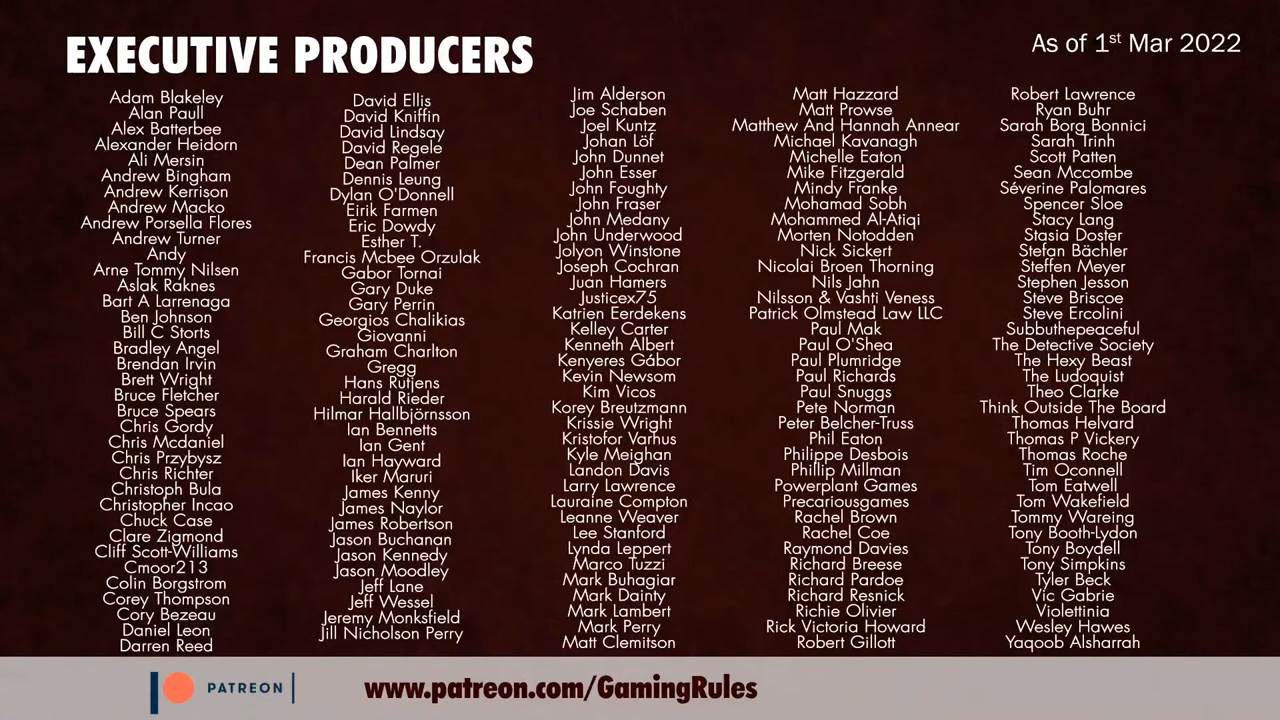 EXECUTIVE PRODUCERS
As of 1st Mar 2022
Adam Blakeley
Alan Paull
Alex Batterbee
Alexander Heidorn
Ali Mersin
Andrew Bingham
Andrew Kerrison
Andrew Macko
Andrew Porsella Flores
Andrew Turner
Andy
Arne Tommy Nilsen
Aslak Raknes
Bart A Larrenaga
Ben Johnson
Bill C Storts
Bradley Angel
Brendan Irvin
Brett Wright
Bruce Fletcher
Bruce Spears
Chris Gordy
Chris Mcdaniel
Chris Przybysz
Chris Richter
Christoph Bula
Christopher Incao
Chuck Case
Clare Zigmond
Cliff Scott-Williams
Cmoor213
Colin Borgstrom
Corey Thompson
Cory Bezeau
Daniel Leon
Darren Reed
David Ellis
David Kniffin
David Lindsay
David Regele
Dean Palmer
Dennis Leung
Dylan O'Donnell
Eirik Farmen
Eric Dowdy
Esther T.
Francis Mcbee Orzulak
Gabor Tornai
Gary Duke
Gary Perrin
Georgios Chalikias
Giovanni
Graham Charlton
Gregg
Hans Rutjens
Harald Rieder
Hilmar Hallbjörnsson
Ian Bennetts
Ian Gent
Ian Hayward
Iker Maruri
James Kenny
James Naylor
James Robertson
Jason Buchanan
Jason Kennedy
Jason Moodley
Jeff Lane
Jeff Wessel
Jeremy Monksfield
Jill Nicholson Perry
Jim Alderson
Joe Schaben
Joel Kuntz
Johan Löf
John Dunnet
John Esser
John Foughty
John Fraser
John Medany
John Underwood
Jolyon Winstone
Joseph Cochran
Juan Hamers
Justicex75
Katrien Eerdekens
Kelley Carter
Kenneth Albert
Kenyeres Gábor
Kevin Newsom
Kim Vicos
Korey Breutzmann
Krissie Wright
Kristofor Varhus
Kyle Meighan
Landon Davis
Larry Lawrence
Lauraine Compton
Leanne Weaver
Lee Stanford
Lynda Leppert
Marco Tuzzi
Mark Buhagiar
Mark Dainty
Mark Lambert
Mark Perry
Matt Clemitson
Matt Hazzard
Matt Prowse
Matthew And Hannah Annear
Michael Kavanagh
Michelle Eaton
Mike Fitzgerald
Mindy Franke
Mohamad Sobh
Mohammed Al-Atiqi
Morten Notodden
Nick Sickert
Nicolai Broen Thorning
Nils Jahn
Nilsson & Vashti Veness
Patrick Olmstead Law LLC
Paul Mak
Paul O'Shea
Paul Plumridge
Paul Richards
Paul Snuggs
Pete Norman
Peter Belcher-Truss
Phil Eaton
Philippe Desbois
Phillip Millman
Powerplant Games
Precariousgames
Rachel Brown
Rachel Coe
Raymond Davies
Richard Breese
Richard Pardoe
Richard Resnick
Richie Olivier
Rick Victoria Howard
Robert Gillott
Robert Lawrence
Ryan Buhr
Sarah Borg Bonnici
Sarah Trinh
Scott Patten
Sean Mccombe
Séverine Palomares
Spencer Sloe
Stacy Lang
Stasia Doster
Stefan Bächler
Steffen Meyer
Stephen Jesson
Steve Briscoe
Steve Ercolini
Subbuthepeaceful
The Detective Society
The Hexy Beast
The Ludoquist
Theo Clarke
Think Outside The Board
Thomas Helvard
Thomas P Vickery
Thomas Roche
Tim Oconnell
Tom Eatwell
Tom Wakefield
Tommy Wareing
Tony Booth-Lydon
Tony Boydell
Tony Simpkins
Tyler Beck
Vic Gabrie
Violettinia
Wesley Hawes
Yaqoob Alsharrah
PATREON
www.patreon.com/GamingRules